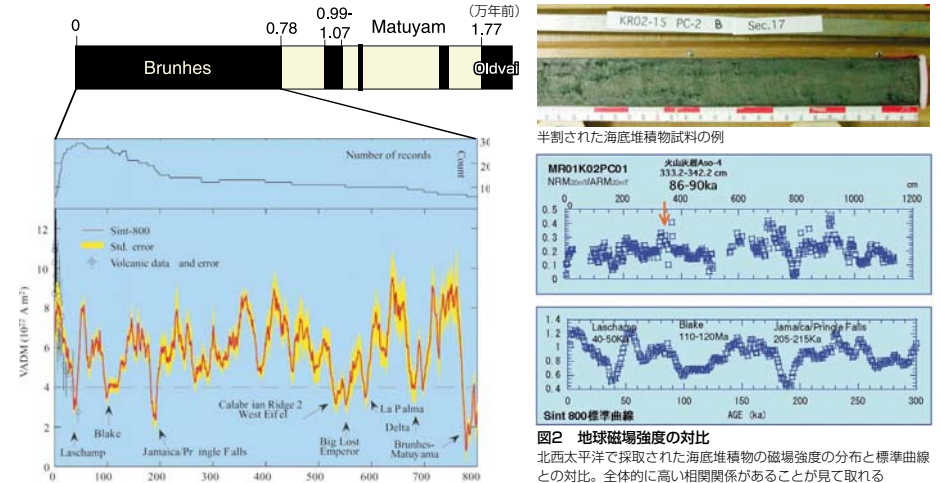 (万年前)
0.99-
Matuyam
0
0.78
1.07
1.77
Brunhes
Oldvai
Number of records
Count
30
20
10
12
10
8
6
4
2
0
VADM (10²² A m²)
Sint-800
Std. error
Volcanic data and error
Calabr ian Ridge 2
West Eifel
La Palma
Blake
Big Lost
Emperor
Delta
Laschamp
Jamaica/Pr ingle Falls
Brunhes-
Matuyama
0 100 200 300 400 500 600 700 800
KR02-15 PC-2 B Sec.17
半割された海底堆積物試料の例
MR01K02PC01
NRM20mT/ARM20mT
火山灰層Aso-4
333.2-342.2 cm
86-90ka
cm
0 200 400 600 800 1000 1200
0.5
0.4
0.3
0.2
0.1
0
1.4
1.2
1.0
0.8
0.6
0.4
Laschamp
40-50Ka
Blake
110-120Ma
Jamaica/Pringle Falls
205-215Ka
0 50 100 150 200 250 300
Sint 800標準曲線
AGE (ka)
図2 地球磁場強度の対比
北西太平洋で採取された海底堆積物の磁場強度の分布と標準曲線
との対比。全体的に高い相関関係があることが見て取れる